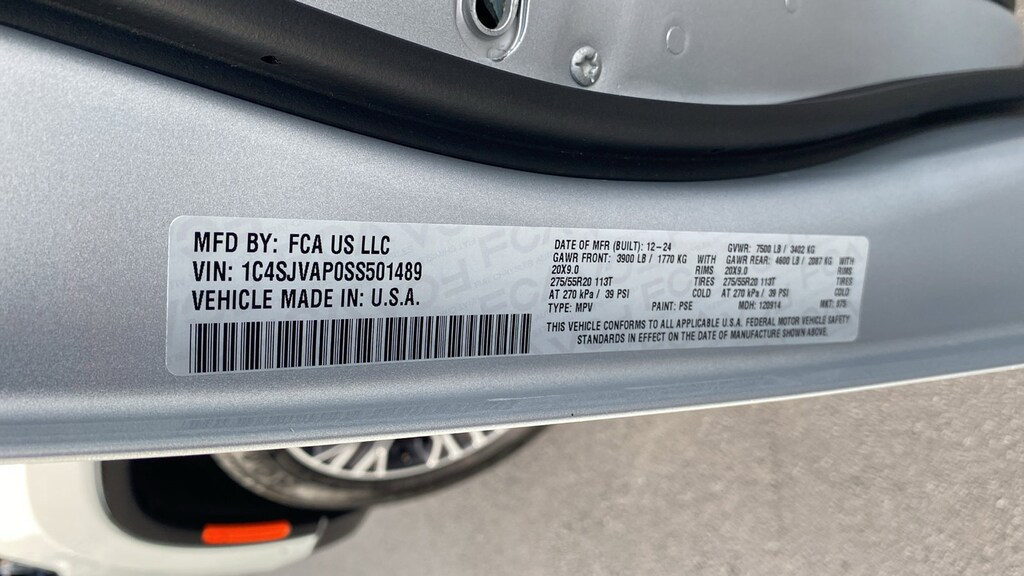 MFD BY: FCA US LLC
VIN: 1C4SJVAP0SS501489
VEHICLE MADE IN: U.S.A.
DATE OF MFR (BUILT): 12-24 GVWR: 7500 LB / 3402 KG
GAWR FRONT: 3900 LB / 1770 KG WITH GAWR REAR: 4600 LB / 2087 KG WITH
20X9.0 RIMS 20X9.0 RIMS
275/55R20 113T TIRES 275/55R20 113T TIRES
AT 270 kPa / 39 PSI COLD AT 270 kPa / 39 PSI COLD
TYPE: MPV PAINT: PSE MDH: 120914 MKT:
THIS VEHICLE CONFORMS TO ALL APPLICABLE U.S.A. FEDERAL MOTOR VEHICLE SAFETY
STANDARDS IN EFFECT ON THE DATE OF MANUFACTURE SHOWN ABOVE.